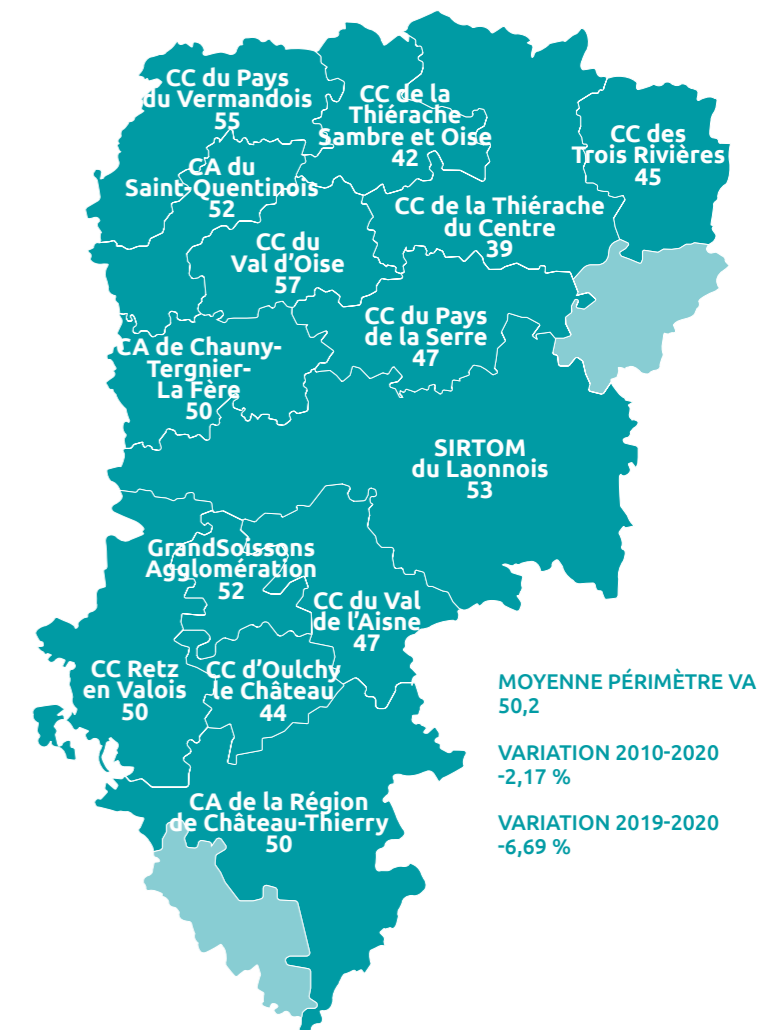 CC du Pays
du Vermandois
55
CC de la
Thiérache
Sambre et Oise
42
CC des
Trois Rivières
45
CA du
Saint-Quentinois
52
CC de la Thiérache
du Centre
39
CC du
Val d’Oise
57
CC du Pays
de la Serre
47
CA de Chauny-
Tergnier-
La Fère
50
SIRTOM
du Laonnois
53
GrandSoissons
Agglomération
52
CC du Val
de l’Aisne
47
CC Retz
en Valois
50
CC d’Oulchy
le Château
44
MOYENNE PÉRIMÈTRE VA
50,2
VARIATION 2010-2020
-2,17 %
VARIATION 2019-2020
-6,69 %
CA de la Région
de Château-Thierry
50